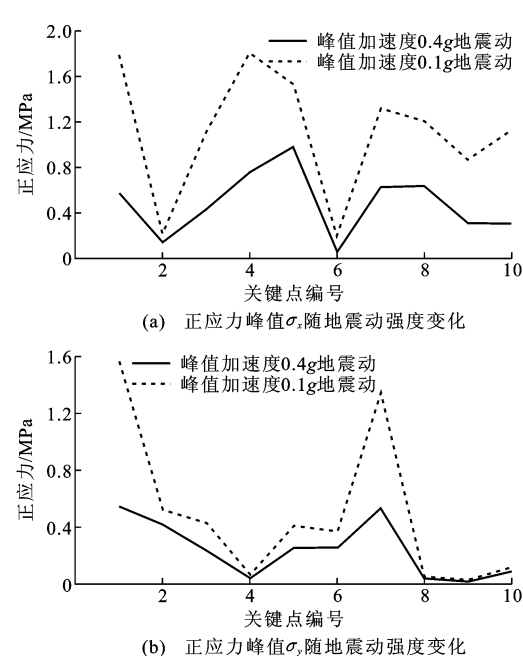 2.0
1.6
1.2
0.8
0.4
0
正应力/MPa
峰值加速度0.4g地震动
峰值加速度0.1g地震动
2 4 6 8 10
关键点编号
(a) 正应力峰值σx随地震动强度变化
1.6
1.2
0.8
0.4
0
正应力/MPa
峰值加速度0.4g地震动
峰值加速度0.1g地震动
2 4 6 8 10
关键点编号
(b) 正应力峰值σy随地震动强度变化